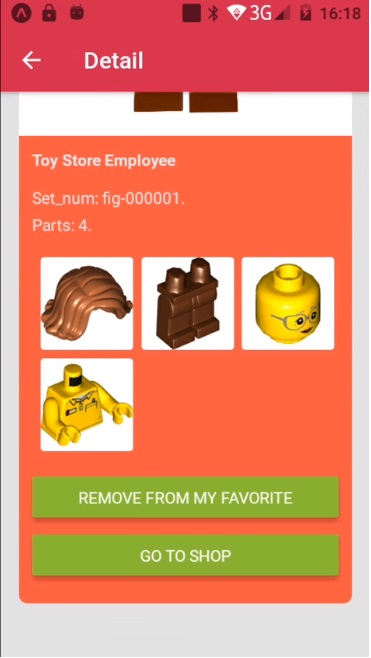 3G 16:18
Detail
Toy Store Employee
Set_num: fig-000001.
Parts: 4.
REMOVE FROM MY FAVORITE
GO TO SHOP